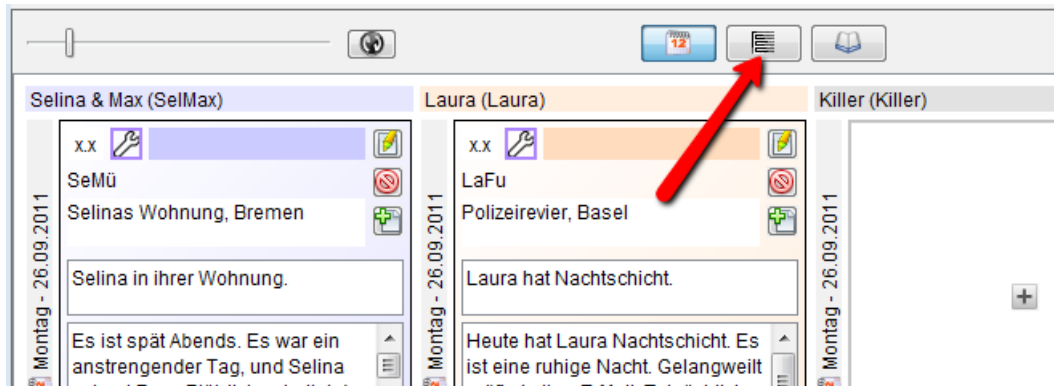 12
Selina & Max (SelMax)
Laura (Laura)
Killer (Killer)
x.x
SeMü
Selinas Wohnung, Bremen
Selina in ihrer Wohnung.
Es ist spät Abends. Es war ein
anstrengender Tag, und Selina
Montag - 26.09.2011
x.x
LaFu
Polizeirevier, Basel
Laura hat Nachtschicht.
Heute hat Laura Nachtschicht. Es
ist eine ruhige Nacht. Gelangweilt
Montag - 26.09.2011
Montag - 26.09.2011